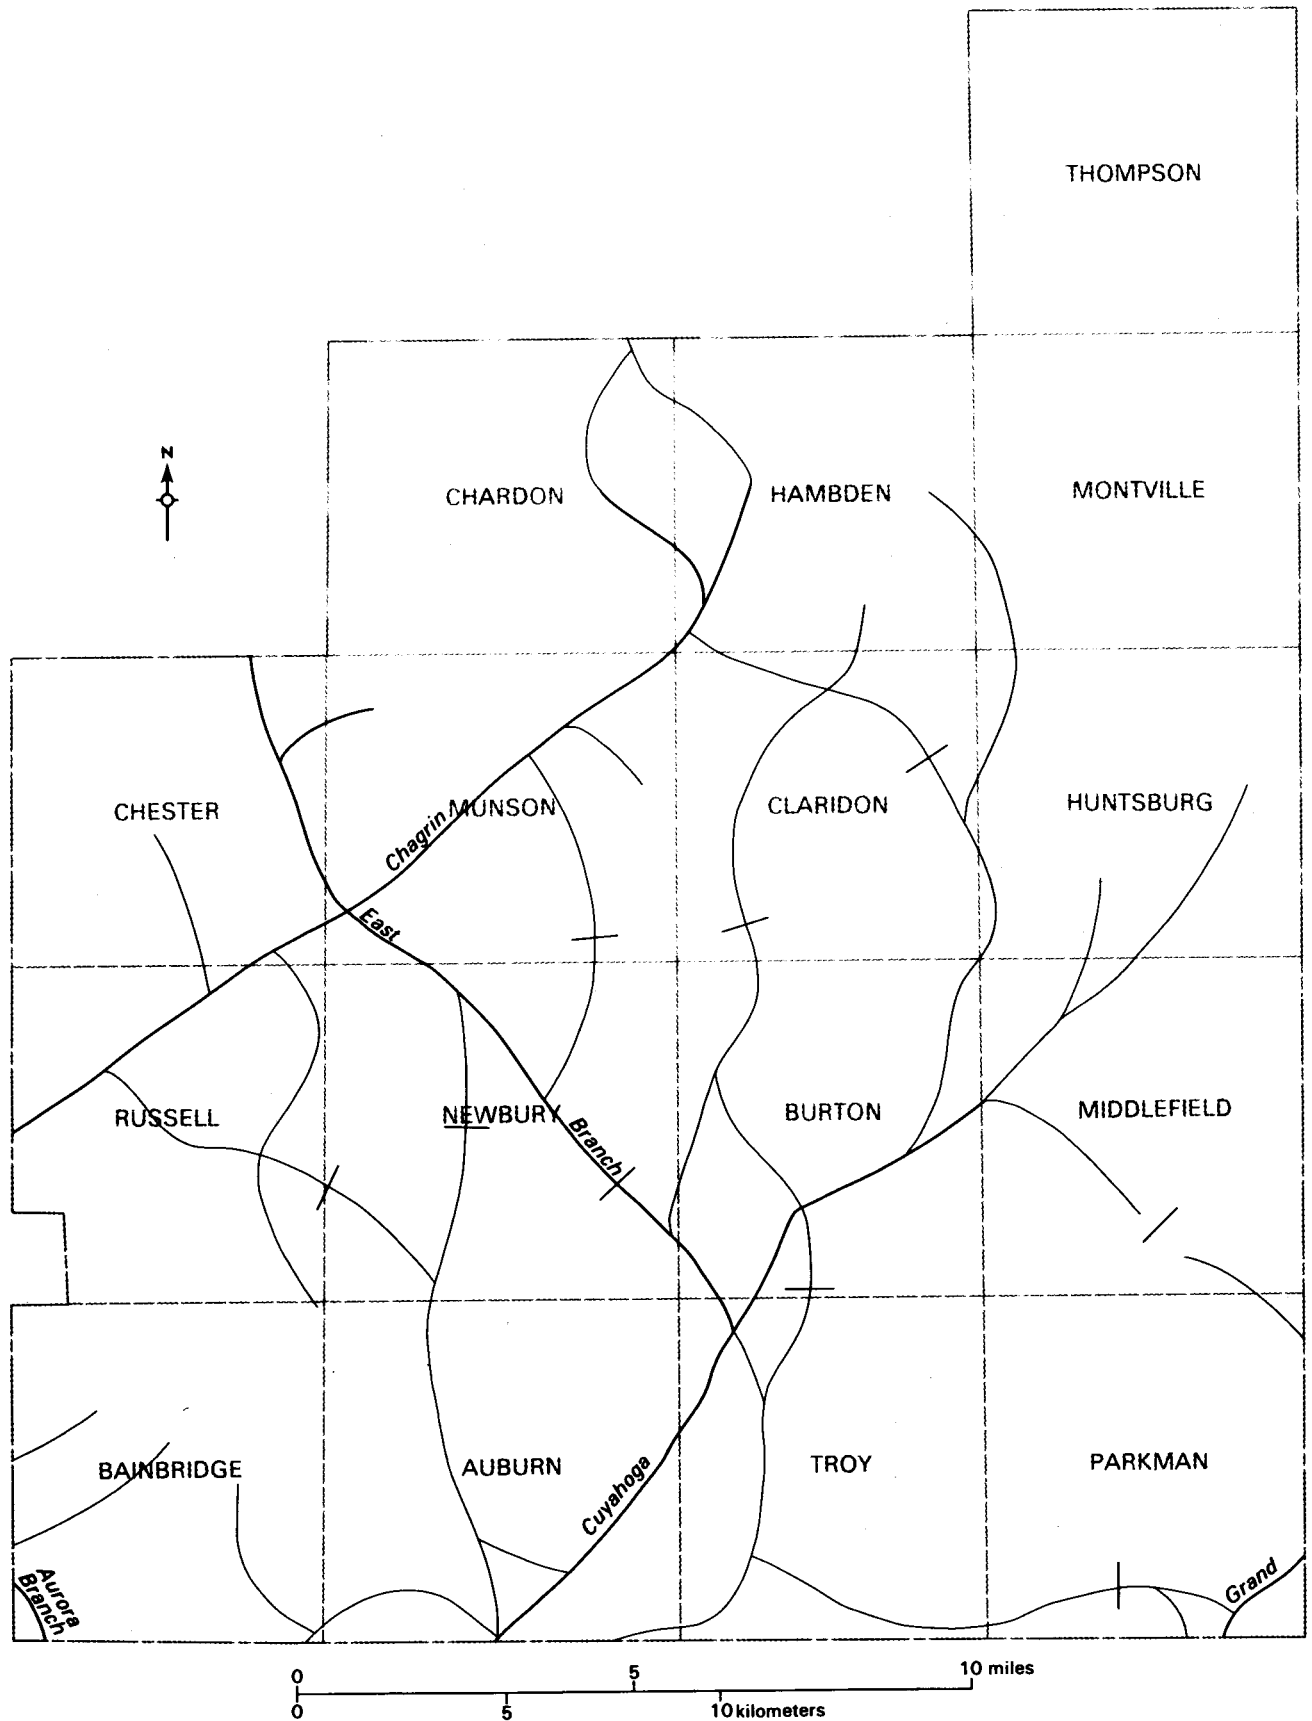 THOMPSON
N
CHARDON
HAMBDEN
MONTVILLE
CHESTER
MUNSON
CLARIDON
HUNTSBURG
Chagrin
East
RUSSELL
NEWBURY
BURTON
MIDDLEFIELD
Branch
BAINBRIDGE
AUBURN
TROY
PARKMAN
Cuyahoga
Aurora
Branch
Grand
0 5 10 miles
0 5 10 kilometers